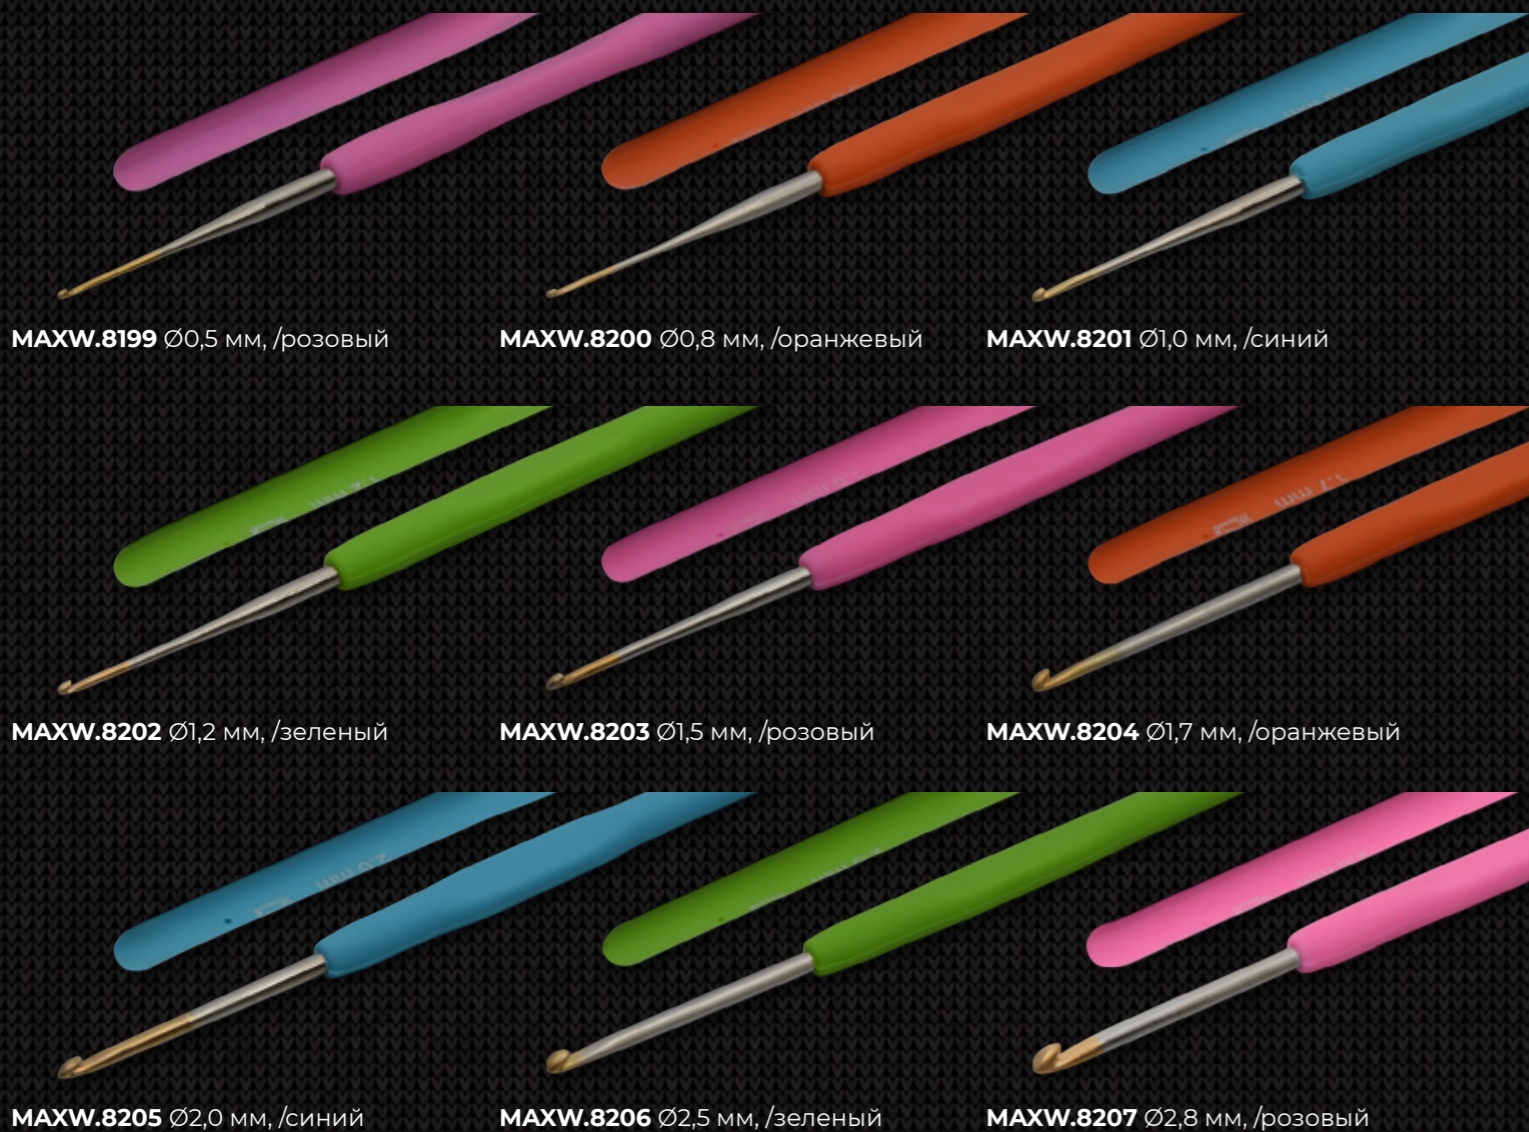 MAXW.8199 Ø0,5 мм, /розовый
MAXW.8200 Ø0,8 мм, /оранжевый
MAXW.8201 Ø1,0 мм, /синий
MAXW.8202 Ø1,2 мм, /зеленый
MAXW.8203 Ø1,5 мм, /розовый
MAXW.8204 Ø1,7 мм, /оранжевый
MAXW.8205 Ø2,0 мм, /синий
MAXW.8206 Ø2,5 мм, /зеленый
MAXW.8207 Ø2,8 мм, /розовый